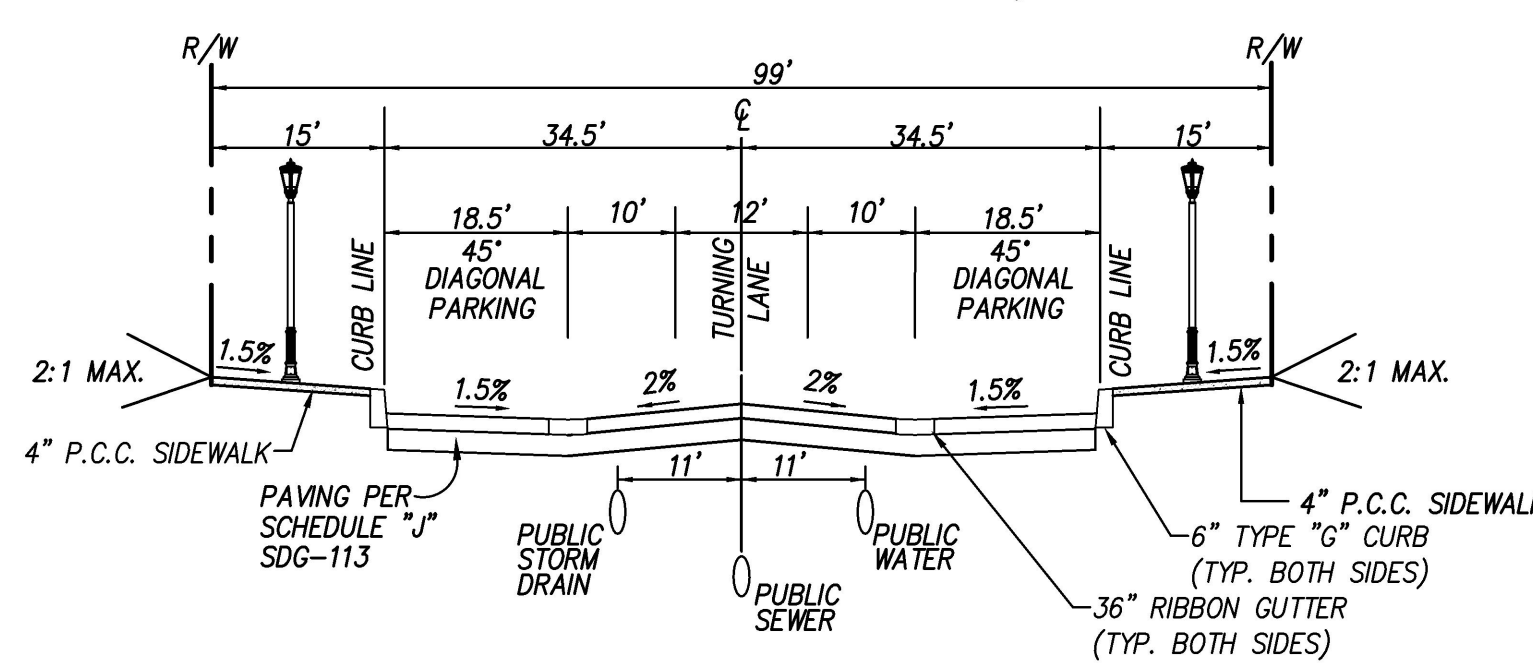 R/W
R/W
99'
℄
15'
34.5'
34.5'
15'
18.5'
10'
12'
10'
18.5'
45°
DIAGONAL
PARKING
45°
DIAGONAL
PARKING
CURB LINE
TURNING
LANE
CURB LINE
2:1 MAX.
1.5%
1.5%
2%
2%
1.5%
1.5%
2:1 MAX.
4" P.C.C. SIDEWALK
11'
11'
PAVING PER
SCHEDULE "J"
SDG-113
PUBLIC
STORM
DRAIN
PUBLIC
SEWER
PUBLIC
WATER
4" P.C.C. SIDEWALK
6" TYPE "G" CURB
(TYP. BOTH SIDES)
36" RIBBON GUTTER
(TYP. BOTH SIDES)